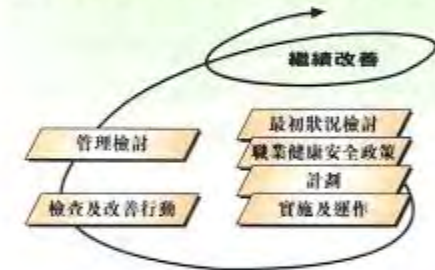 繼續改善
最初狀況檢討
職業健康安全政策
計劃
實施及運作
檢查及改善行動
管理檢討